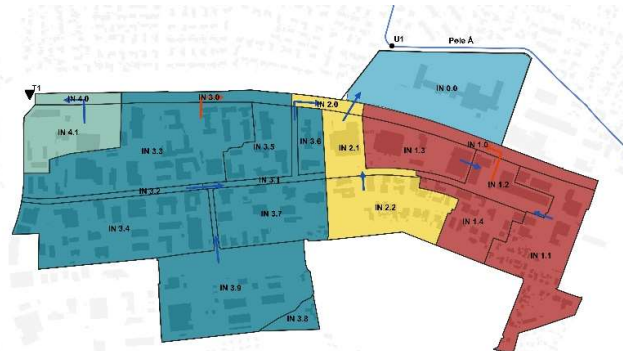 U1
Pole Å
IN 0.0
T1
IN 4.0
IN 3.0
IN 2.0
IN 4.1
IN 3.3
IN 3.5
IN 3.6
IN 2.1
IN 1.3
IN 1.0
IN 1.2
IN 3.2
IN 3.1
IN 3.4
IN 3.7
IN 2.2
IN 1.4
IN 1.1
IN 3.9
IN 3.8